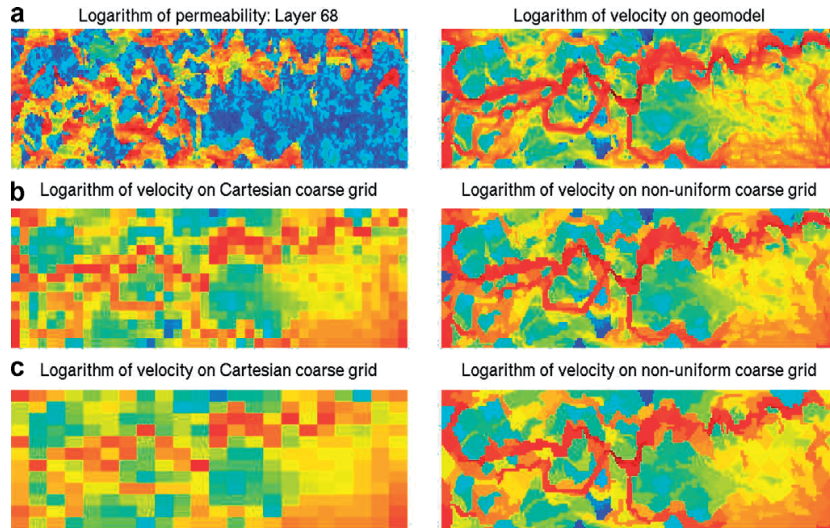 a
Logarithm of permeability: Layer 68
Logarithm of velocity on geomodel
b
Logarithm of velocity on Cartesian coarse grid
Logarithm of velocity on non-uniform coarse grid
c
Logarithm of velocity on Cartesian coarse grid
Logarithm of velocity on non-uniform coarse grid